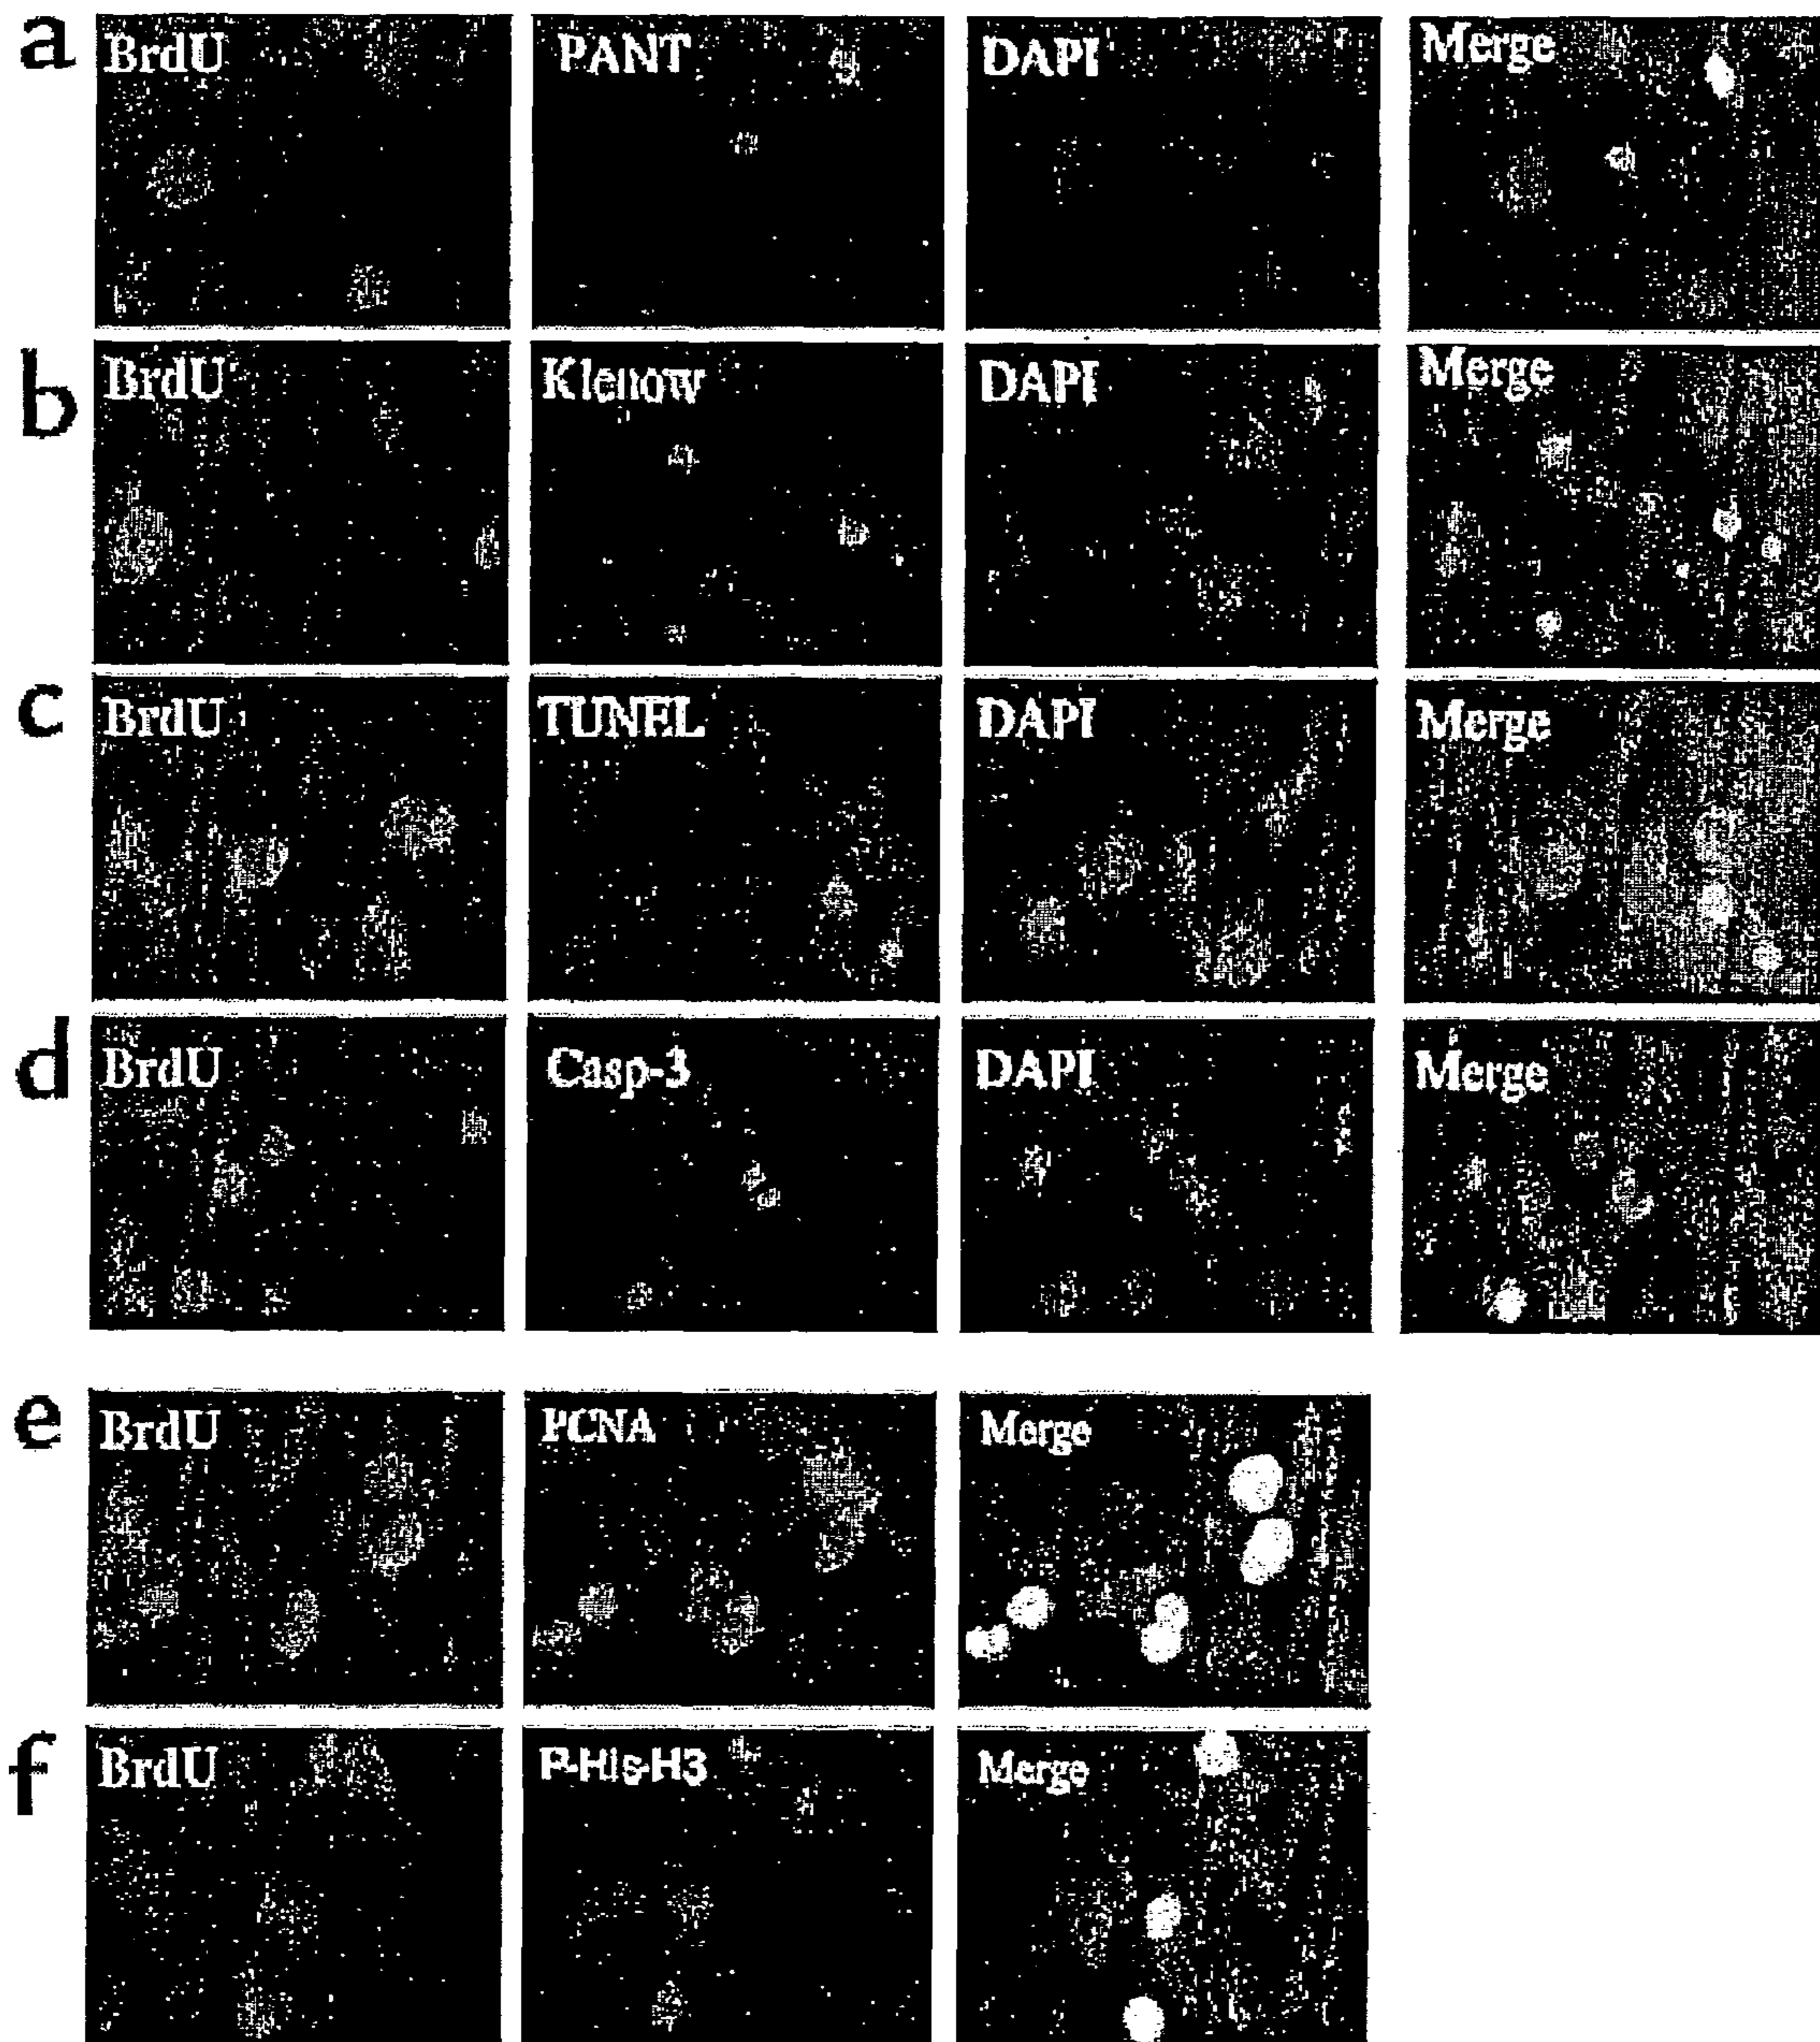 a BrdU PANT DAPI Merge
b BrdU Klenow DAPI Merge
c BrdU TUNEL DAPI Merge
d BrdU Casp-3 DAPI Merge
e BrdU PCNA Merge
f BrdU P-His-H3 Merge